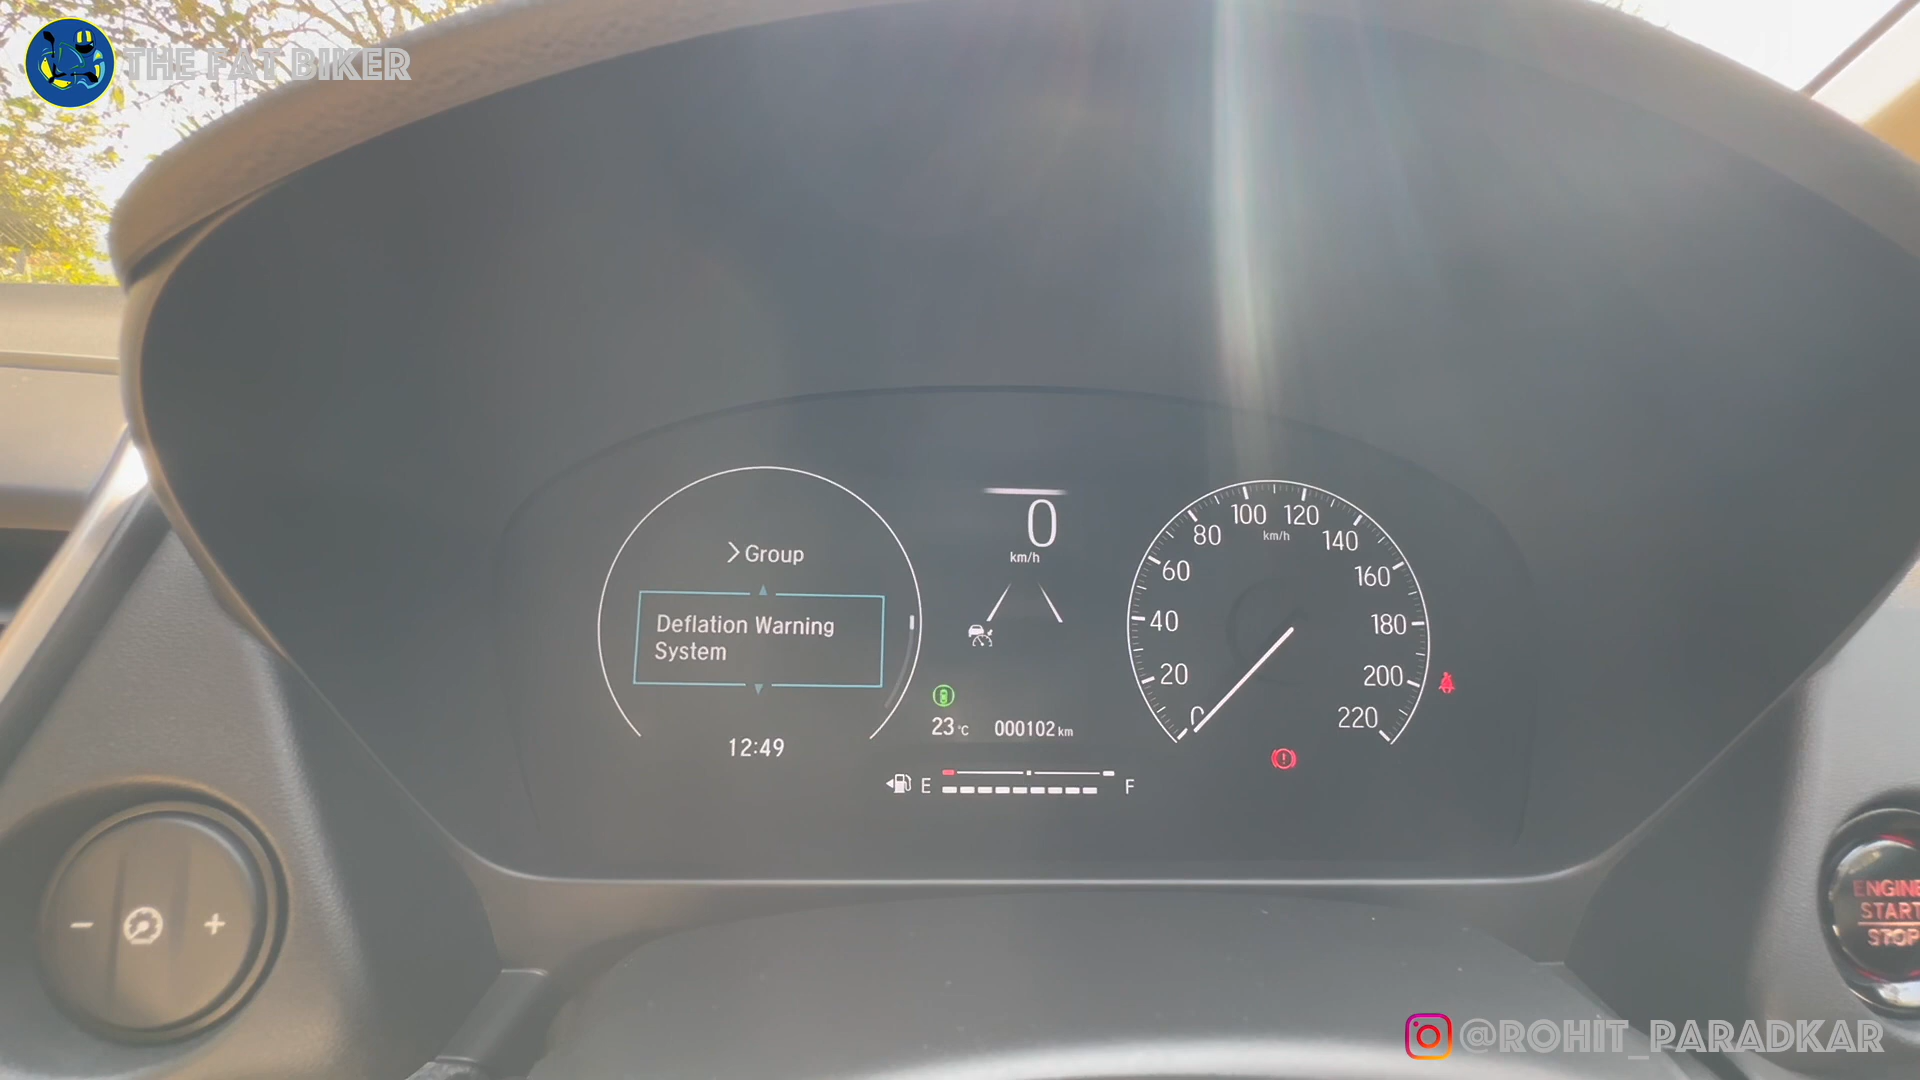 THE FAT BIKER
0
km/h
> Group
Deflation Warning
System
12:49
23 °C
000102 km
E
F
0
20
40
60
80
100
120
140
160
180
200
220
km/h
- +
ENGINE
START
STOP
@ROHIT_PARADKAR